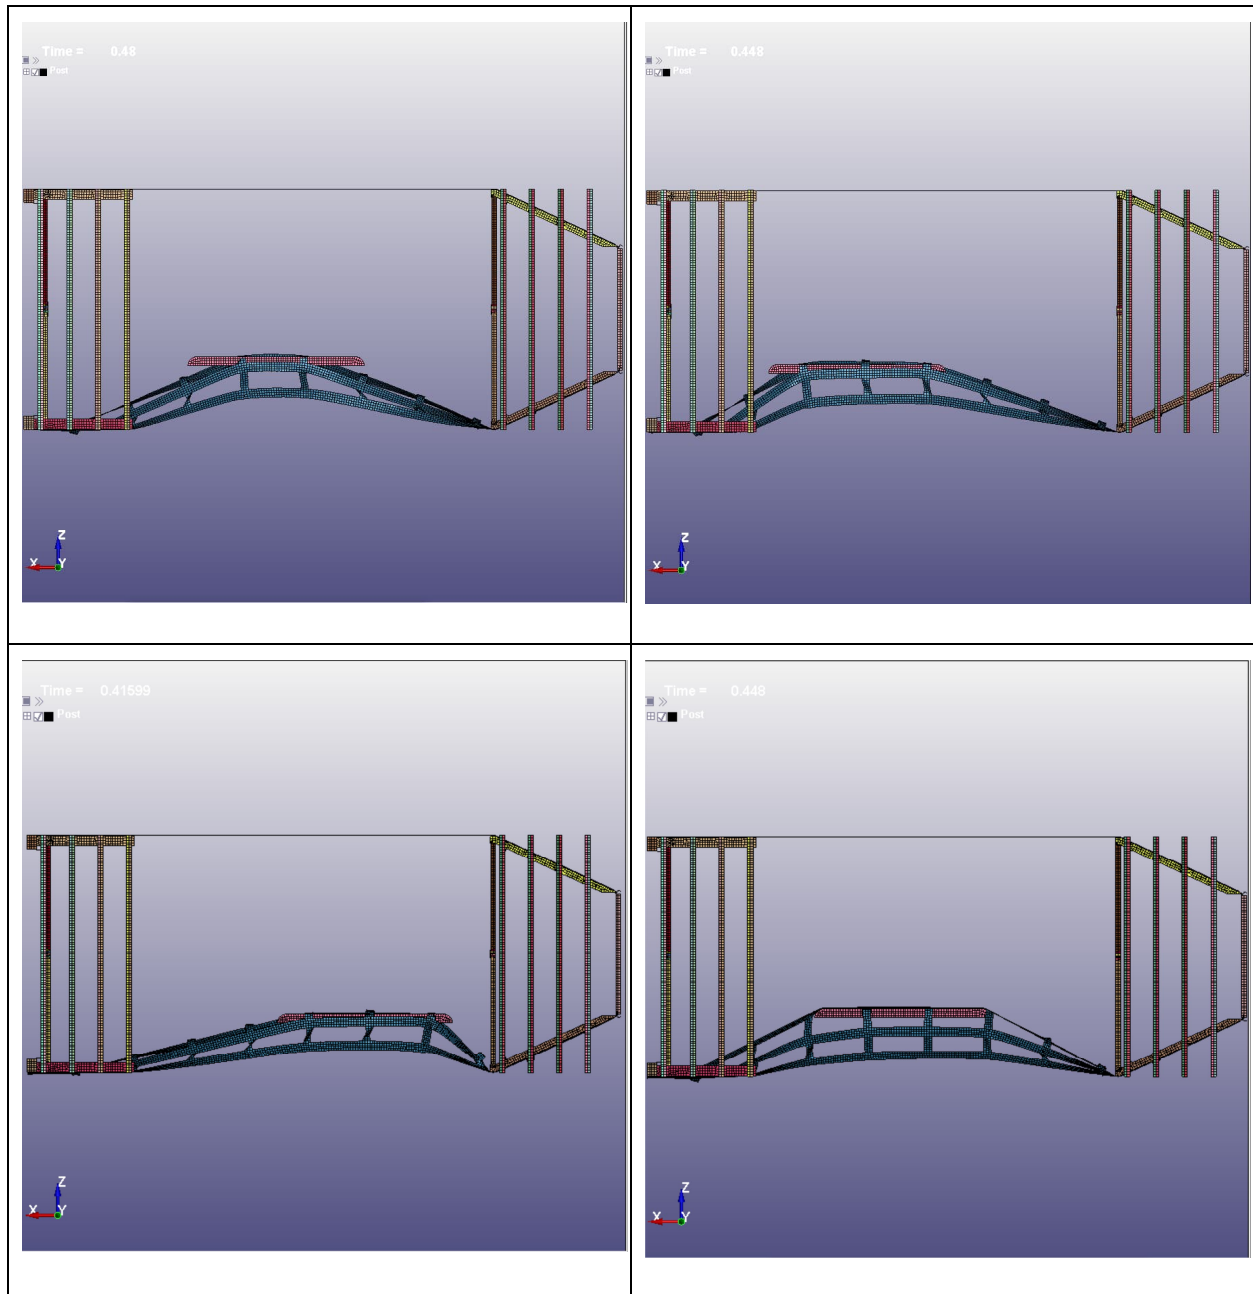 Time = 0.48
Post
Z
X
Y
Time = 0.448
Post
Z
X
Y
Time = 0.41599
Post
Z
X
Y
Time = 0.448
Post
Z
X
Y